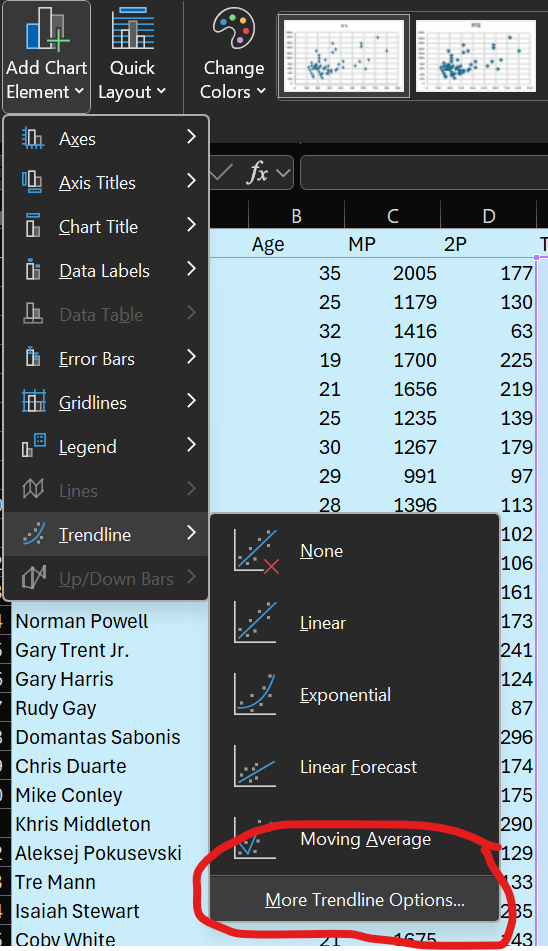 Add Chart
Element
Quick
Layout
Change
Colors
fx
Axes
Axis Titles
Chart Title
Data Labels
Data Table
Error Bars
Gridlines
Legend
Lines
Trendline
Up/Down Bars
None
Linear
Exponential
Linear Forecast
Moving Average
More Trendline Options...
B C D
Age MP 2P T
35 2005 177
25 1179 130
32 1416 63
19 1700 225
21 1656 219
25 1235 139
30 1267 179
29 991 97
28 1396 113
102
106
161
Norman Powell 173
Gary Trent Jr. 241
Gary Harris 124
Rudy Gay 87
Domantas Sabonis 296
Chris Duarte 174
Mike Conley 175
Khris Middleton 290
Aleksej Pokusevski 129
Tre Mann 133
Isaiah Stewart 235
Coby White 21 1675 143